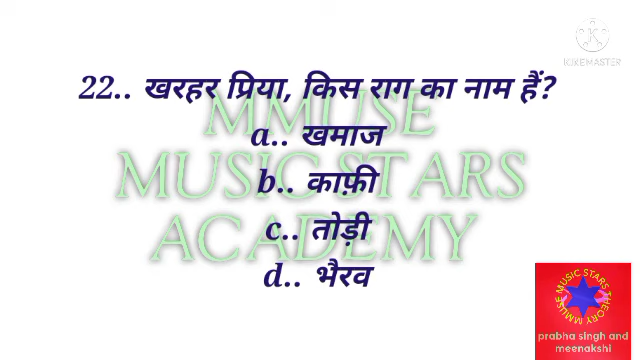 KINEMASTER
22.. खरहर प्रिया, किस राग का नाम हैं?
a.. खमाज
b.. काफ़ी
c.. तोड़ी
d.. भैरव
MMUSE
MUSIC STARS
ACADEMY
MMUSE MUSIC STARS THEORY
prabha singh and
meenakshi